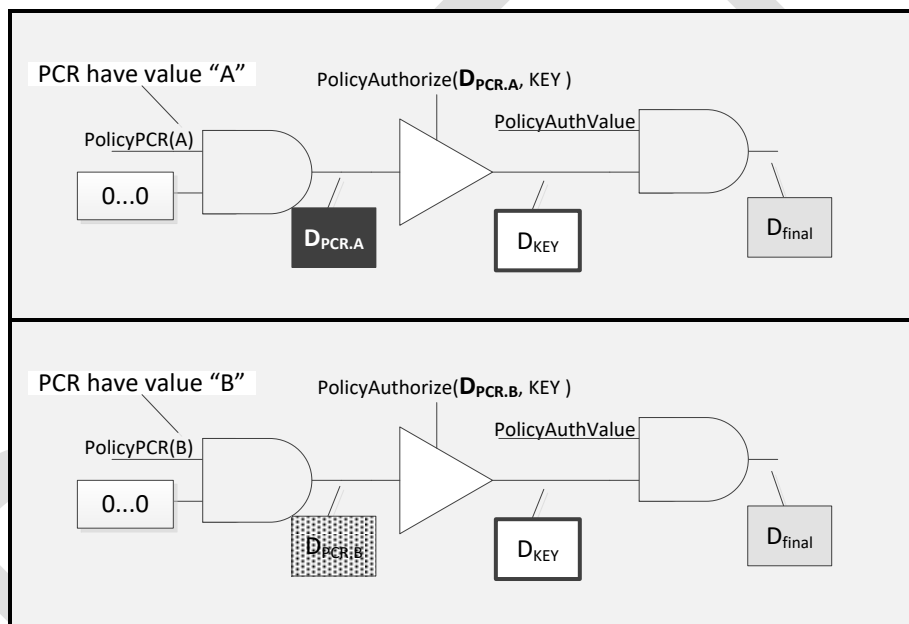 PCR have value “A”
PolicyAuthorize(DPCR.A, KEY )
PolicyAuthValue
PolicyPCR(A)
0...0
DPCR.A
DKEY
Dfinal
PCR have value “B”
PolicyAuthorize(DPCR.B, KEY )
PolicyAuthValue
PolicyPCR(B)
0...0
DPCR.B
DKEY
Dfinal